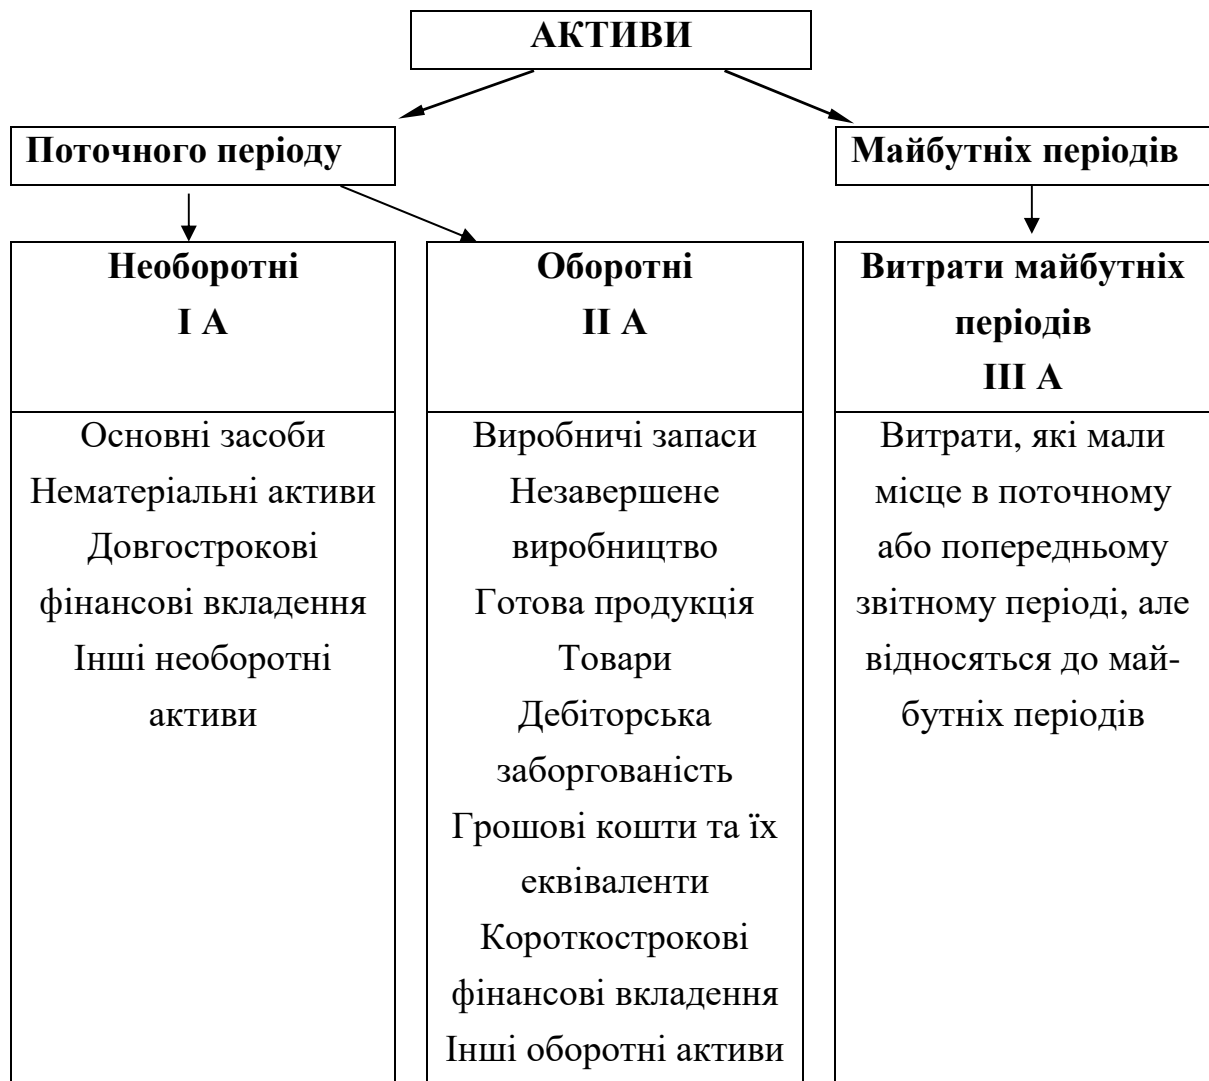 АКТИВИ
Поточного періоду
Майбутніх періодів
Необоротні
І А
Оборотні
ІІ А
Витрати майбутніх
періодів
ІІІ А
Основні засоби
Нематеріальні активи
Довгострокові
фінансові вкладення
Інші необоротні
активи
Виробничі запаси
Незавершене
виробництво
Готова продукція
Товари
Дебіторська
заборгованість
Грошові кошти та їх
еквіваленти
Короткострокові
фінансові вкладення
Інші оборотні активи
Витрати, які мали
місце в поточному
або попередньому
звітному періоді, але
відносяться до май-
бутніх періодів